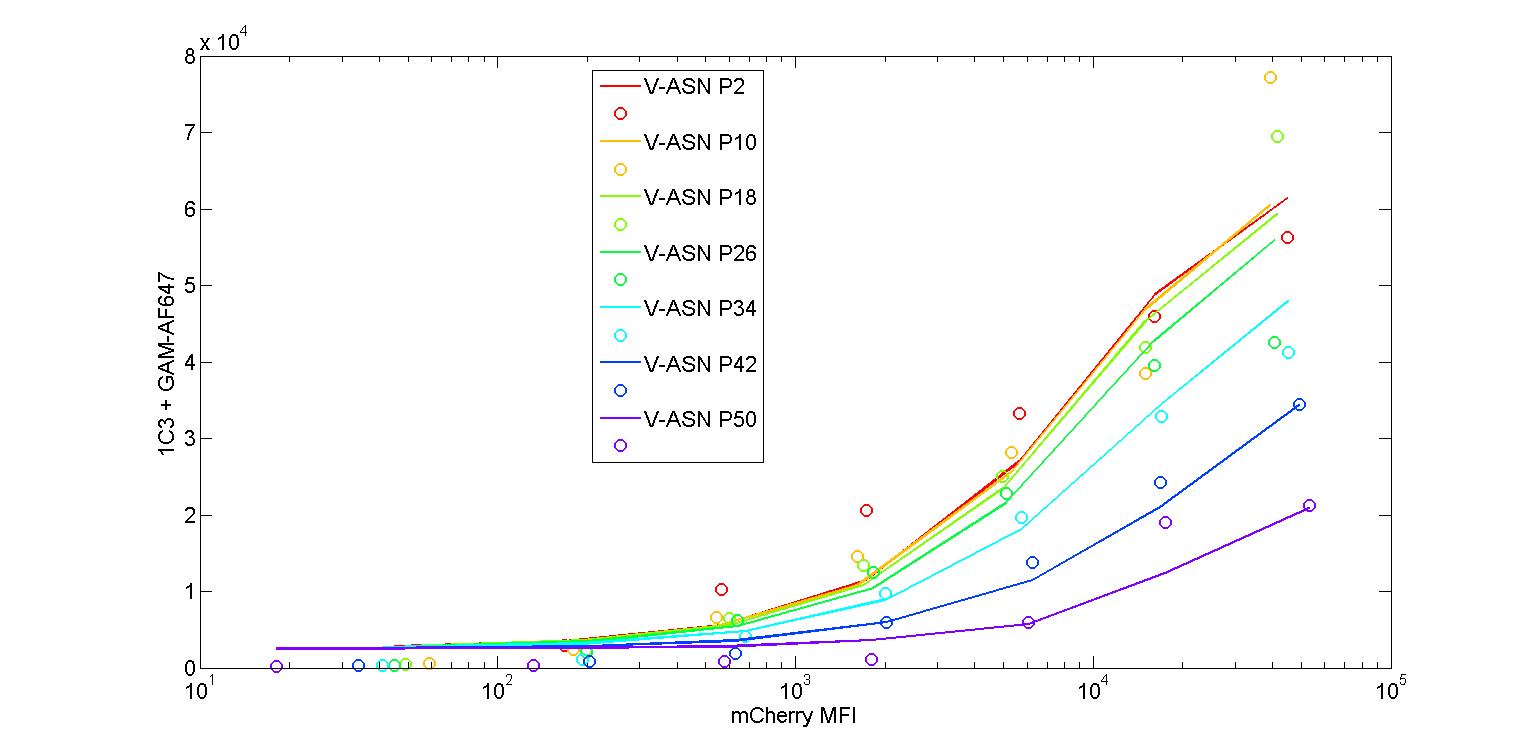 x 10^4
8
7
6
5
4
3
2
1
0
1C3 + GAM-AF647
V-ASN P2
V-ASN P10
V-ASN P18
V-ASN P26
V-ASN P34
V-ASN P42
V-ASN P50
10^1 10^2 10^3 10^4 10^5
mCherry MFI